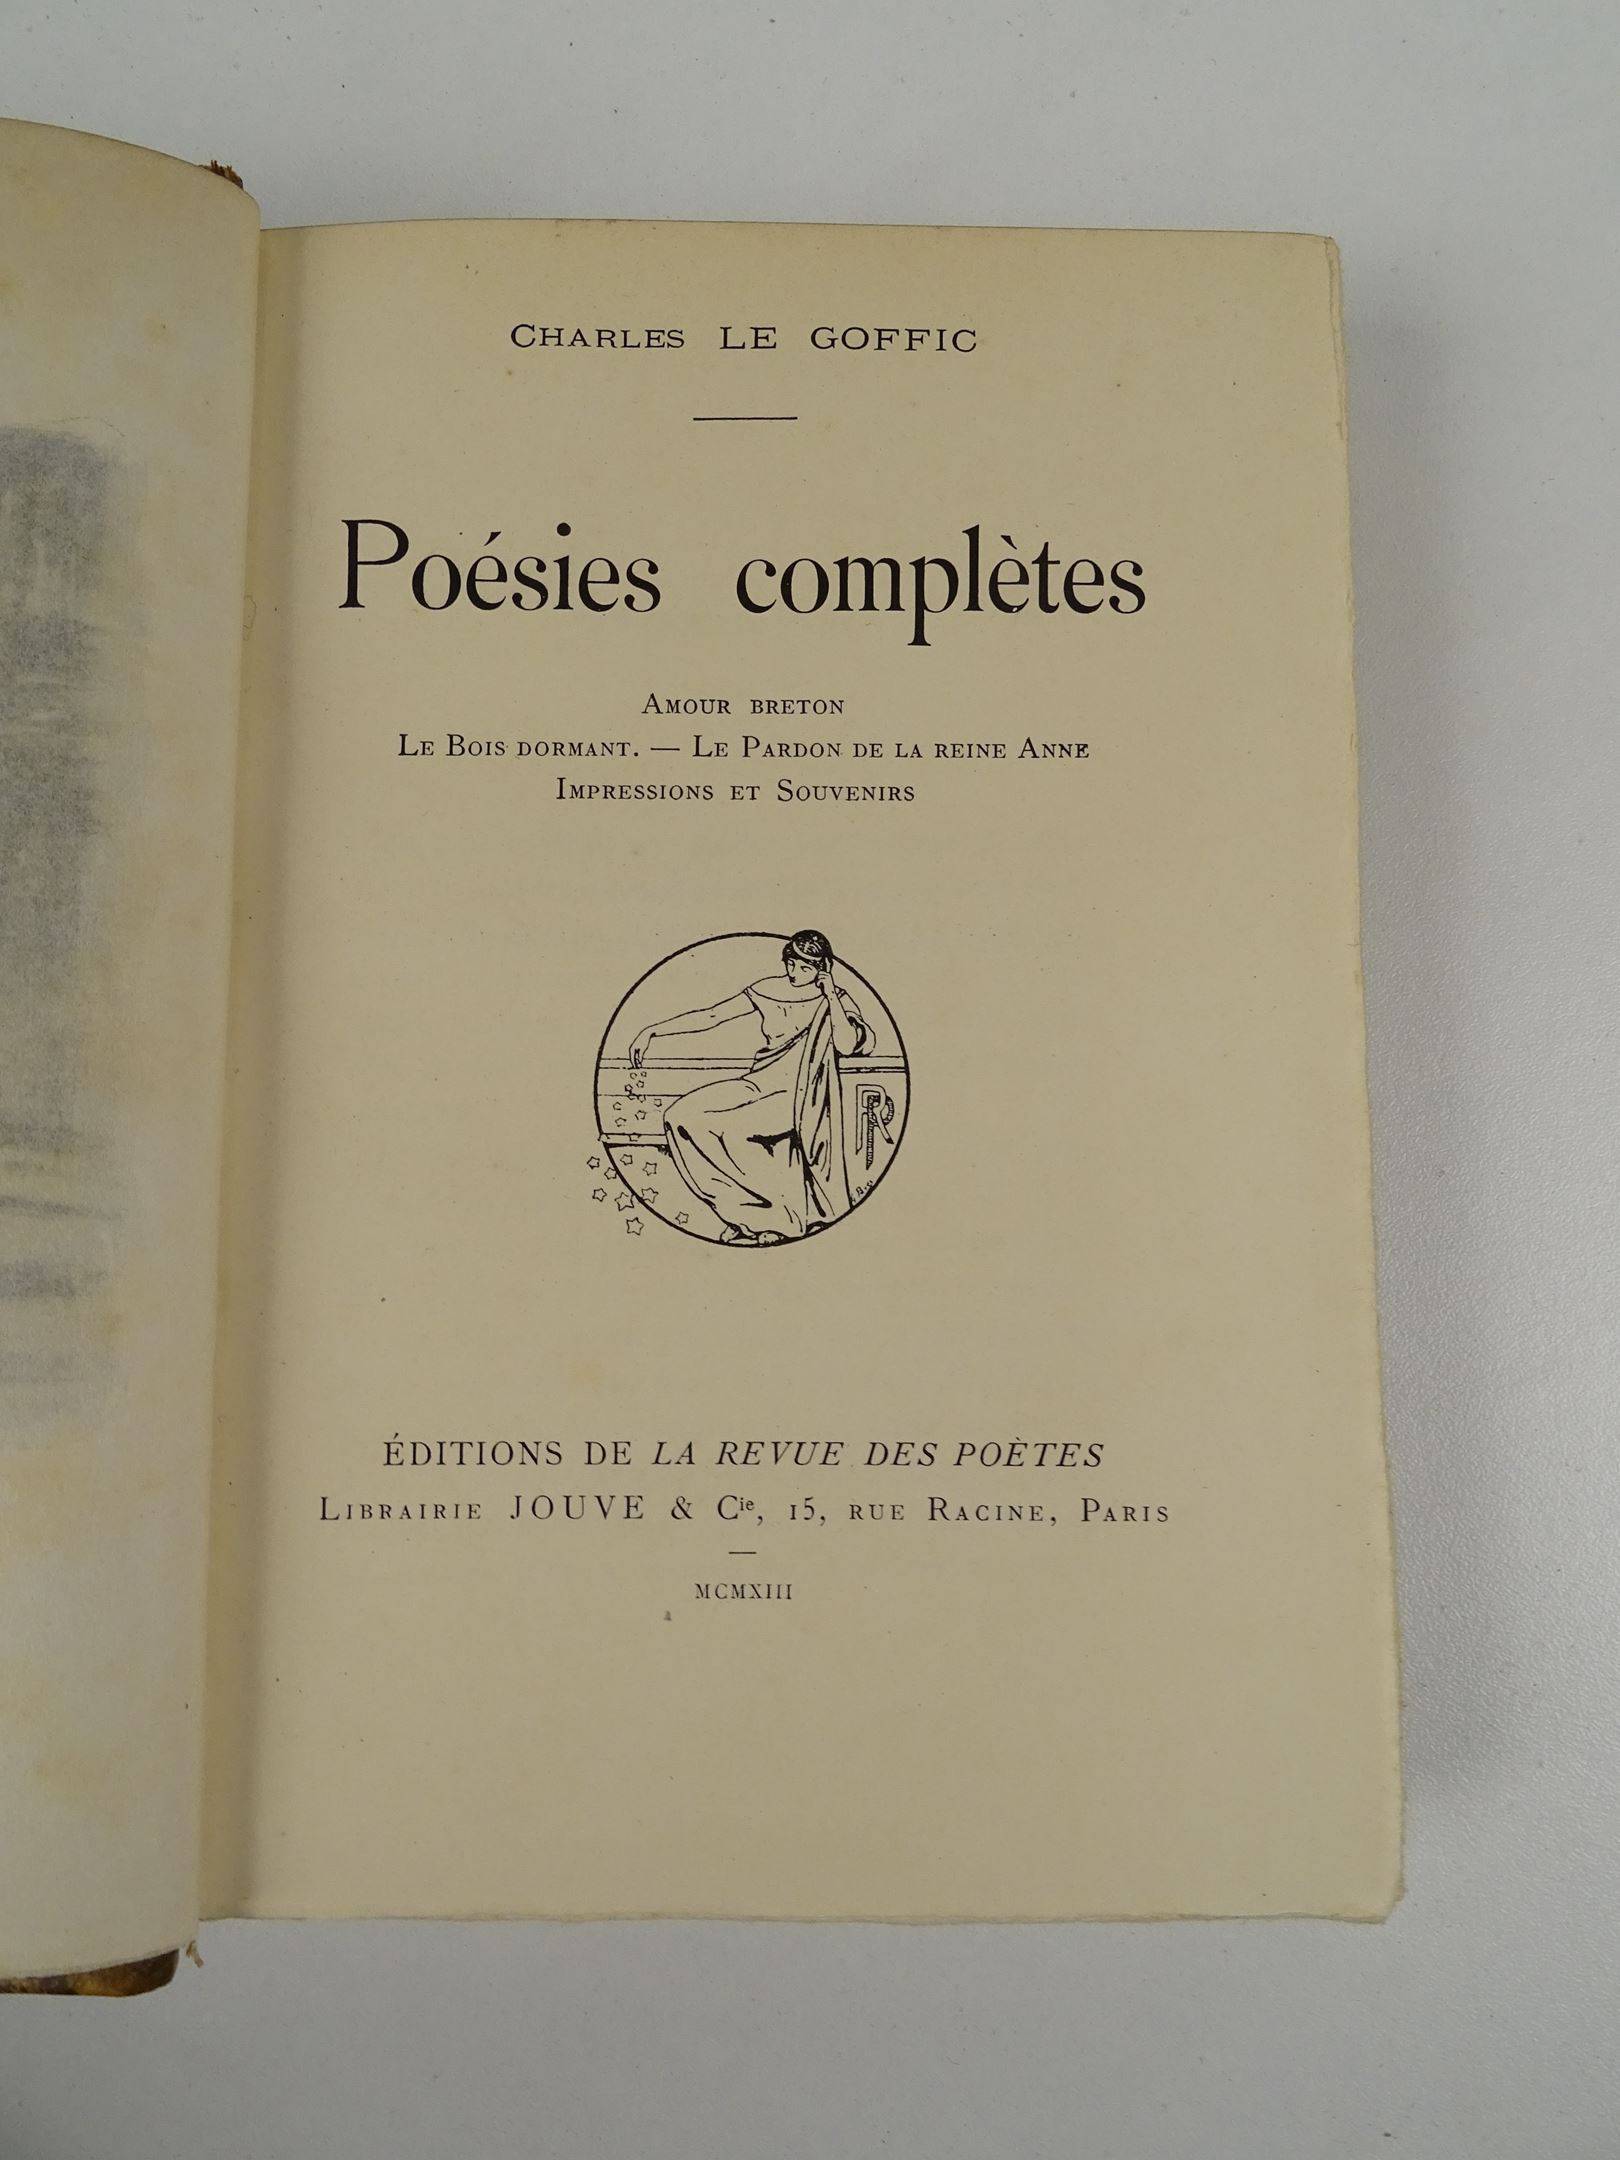 CHARLES LE GOFFIC
Poésies complètes
AMOUR BRETON
LE BOIS DORMANT. — LE PARDON DE LA REINE ANNE
IMPRESSIONS ET SOUVENIRS
RP
ÉDITIONS DE LA REVUE DES POÈTES
LIBRAIRIE JOUVE & Cie, 15, RUE RACINE, PARIS
MCMXIII